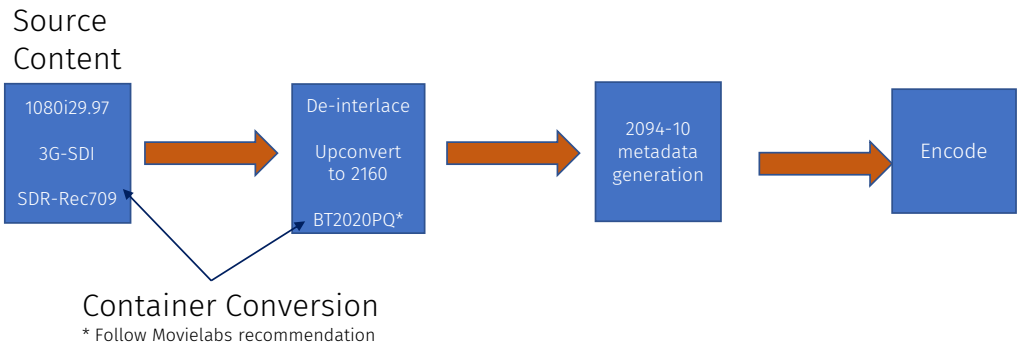 Source
Content
1080i29.97
3G-SDI
SDR-Rec709
De-interlace
Upconvert
to 2160
BT2020PQ*
2094-10
metadata
generation
Encode
Container Conversion
* Follow Movielabs recommendation